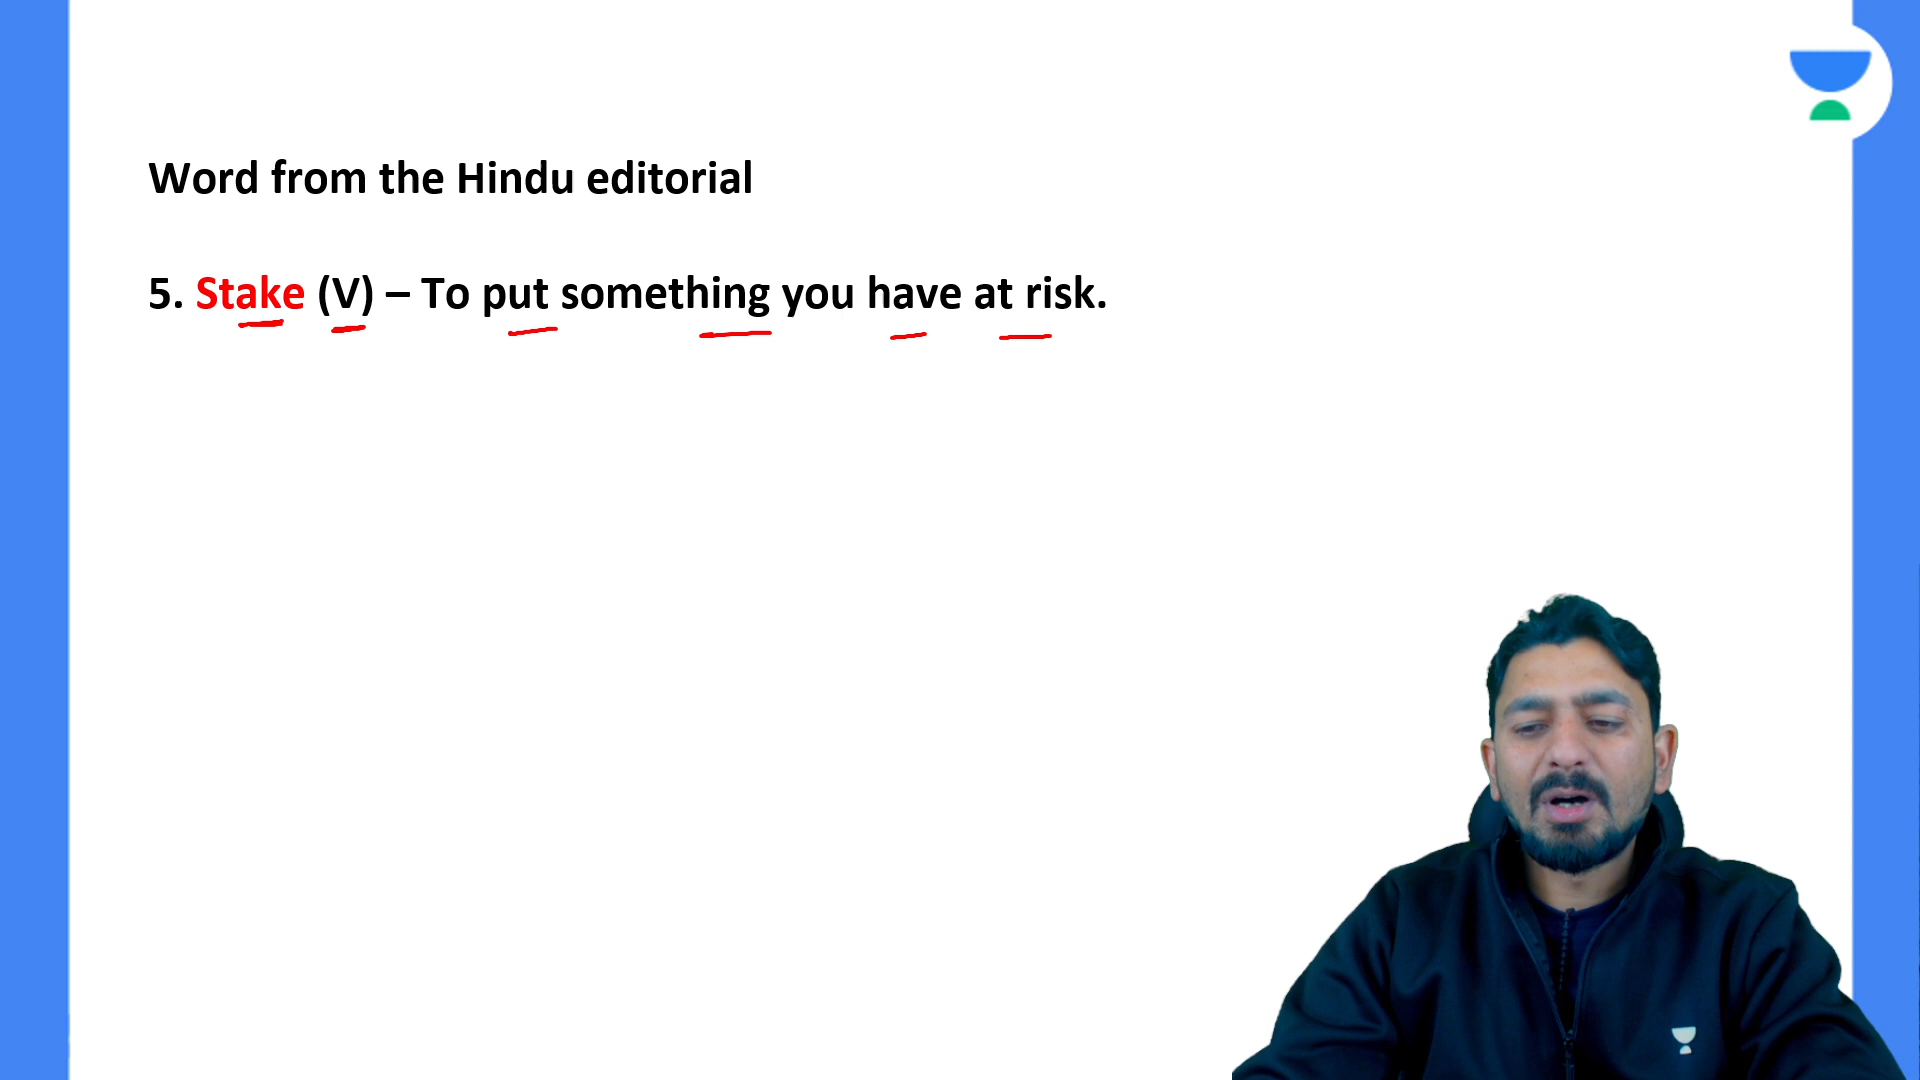 Word from the Hindu editorial
5. Stake (V) – To put something you have at risk.